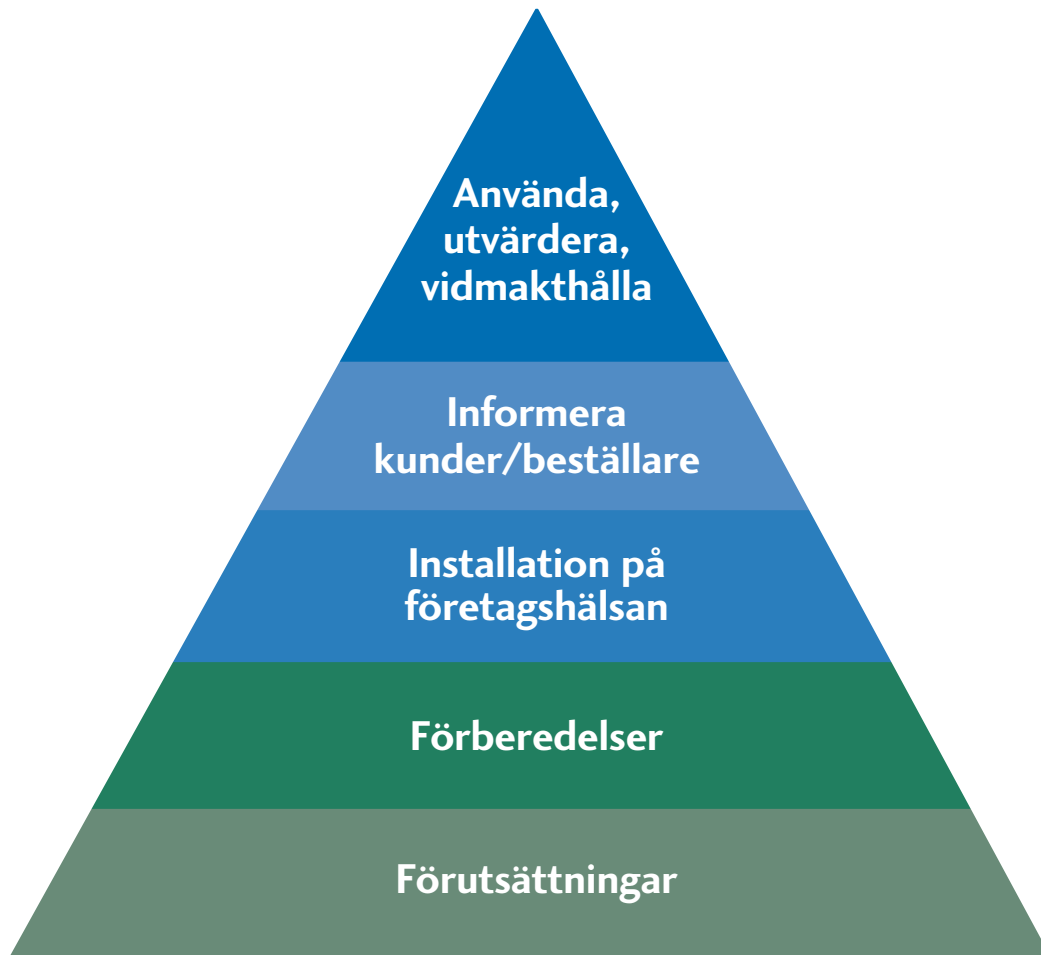 Använda,
utvärdera,
vidmakthålla
Informera
kunder/beställare
Installation på
företagshälsan
Förberedelser
Förutsättningar